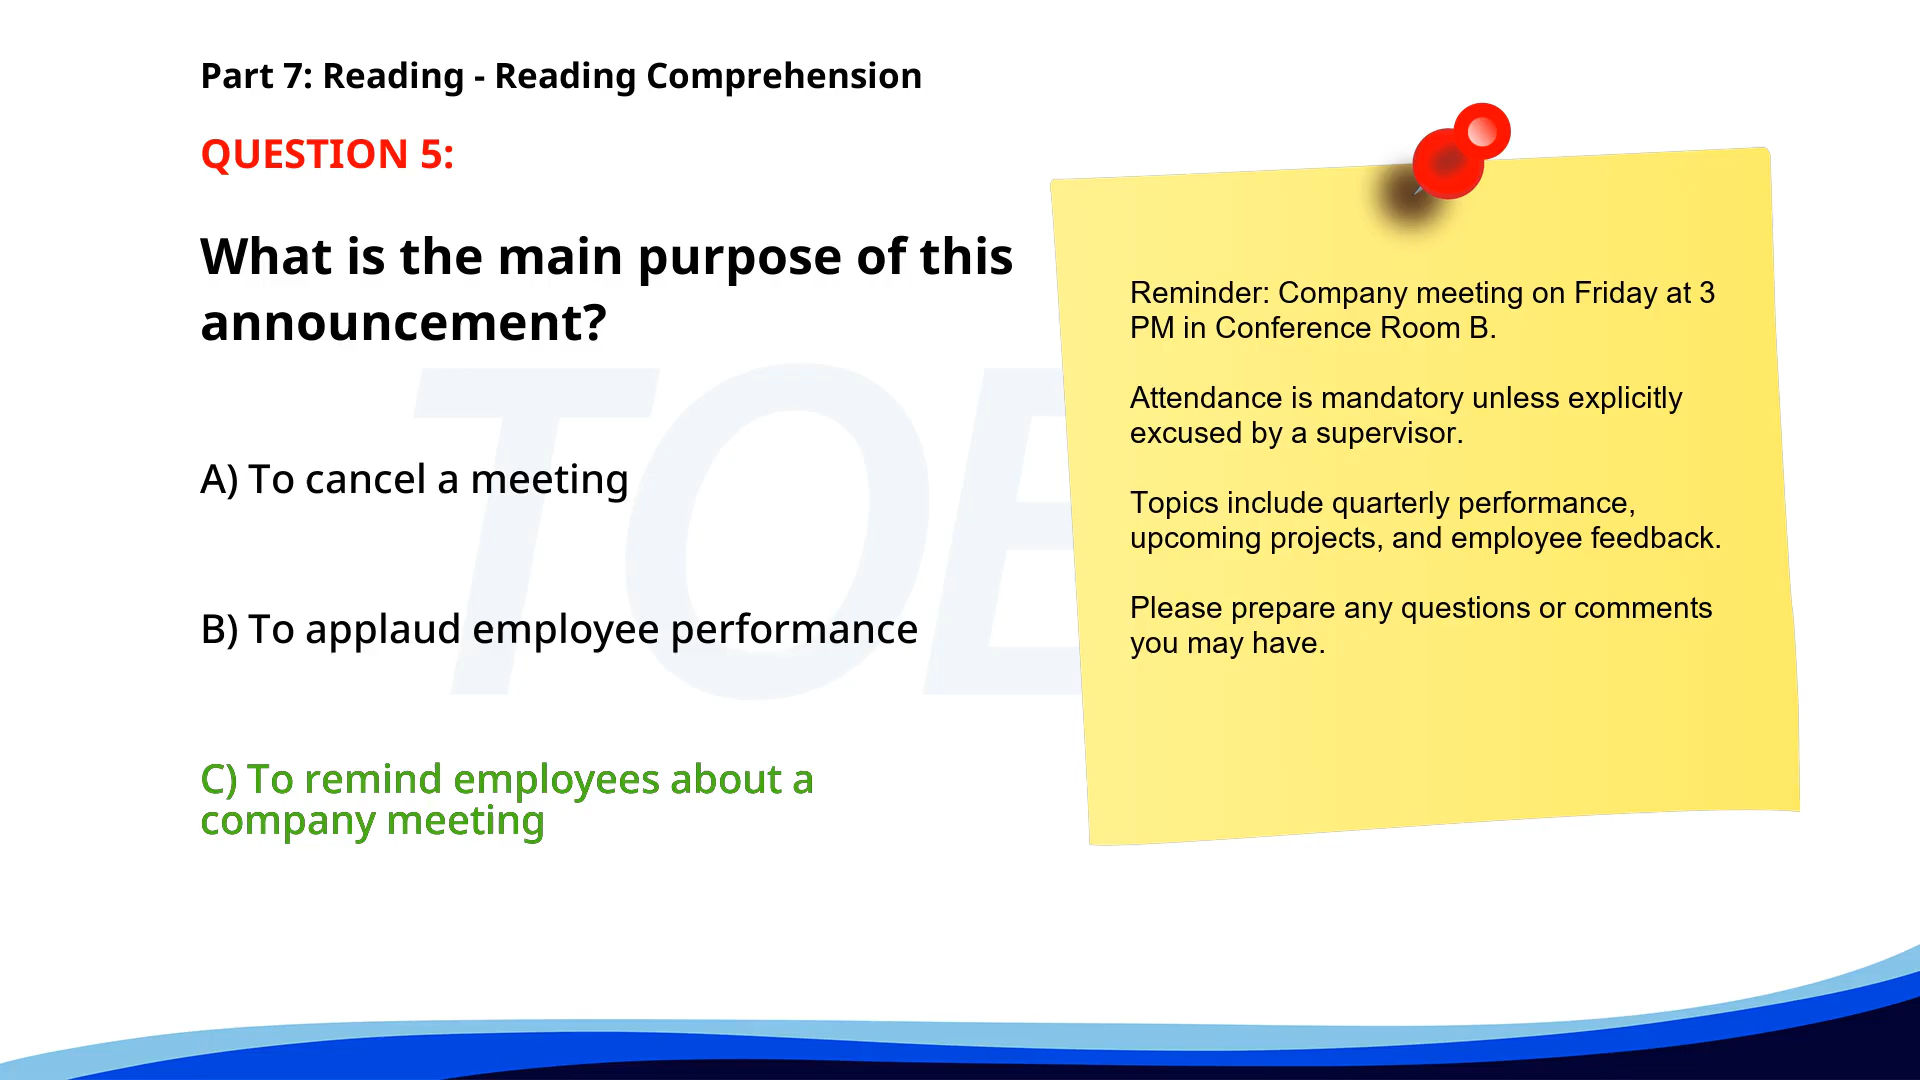 Part 7: Reading - Reading Comprehension
QUESTION 5:
What is the main purpose of this
announcement?
A) To cancel a meeting
B) To applaud employee performance
C) To remind employees about a
company meeting
Reminder: Company meeting on Friday at 3
PM in Conference Room B.
Attendance is mandatory unless explicitly
excused by a supervisor.
Topics include quarterly performance,
upcoming projects, and employee feedback.
Please prepare any questions or comments
you may have.